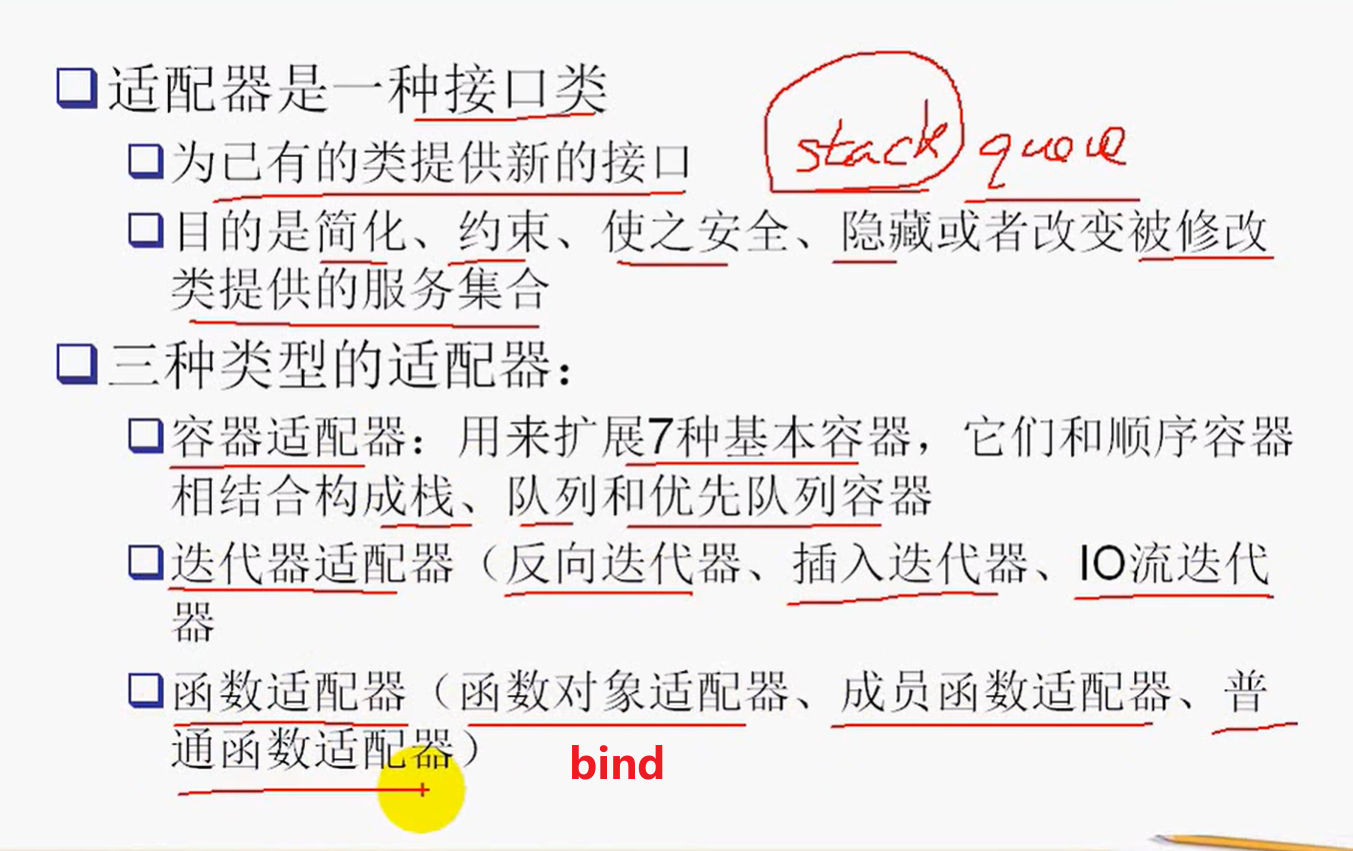 适配器是一种接口类
stack queue
为已有的类提供新的接口
目的是简化、约束、使之安全、隐藏或者改变被修改
类提供的服务集合
三种类型的适配器：
容器适配器：用来扩展7种基本容器，它们和顺序容器
相结合构成栈、队列和优先队列容器
迭代器适配器（反向迭代器、插入迭代器、IO流迭代
器
函数适配器（函数对象适配器、成员函数适配器、普
通函数适配器）
bind